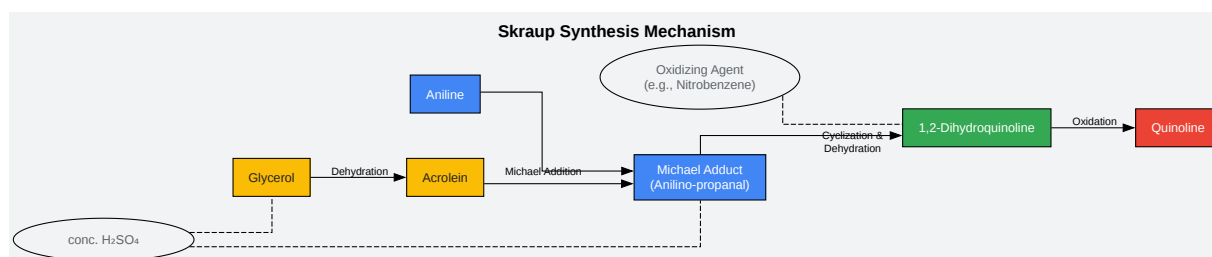 Skraup Synthesis Mechanism
Oxidizing Agent
(e.g., Nitrobenzene)
Aniline
1,2-Dihydroquinoline
Oxidation
Quinoline
Cyclization &
Dehydration
Glycerol
Dehydration
Acrolein
Michael Addition
Michael Adduct
(Anilino-propanal)
conc. H₂SO₄